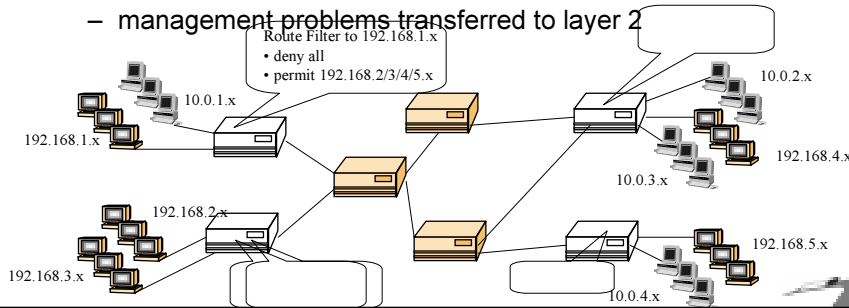 – management problems transferred to layer 2
Route Filter to 192.168.1.x
• deny all
• permit 192.168.2/3/4/5.x
10.0.1.x
192.168.1.x
10.0.2.x
192.168.4.x
10.0.3.x
192.168.2.x
192.168.3.x
192.168.5.x
10.0.4.x